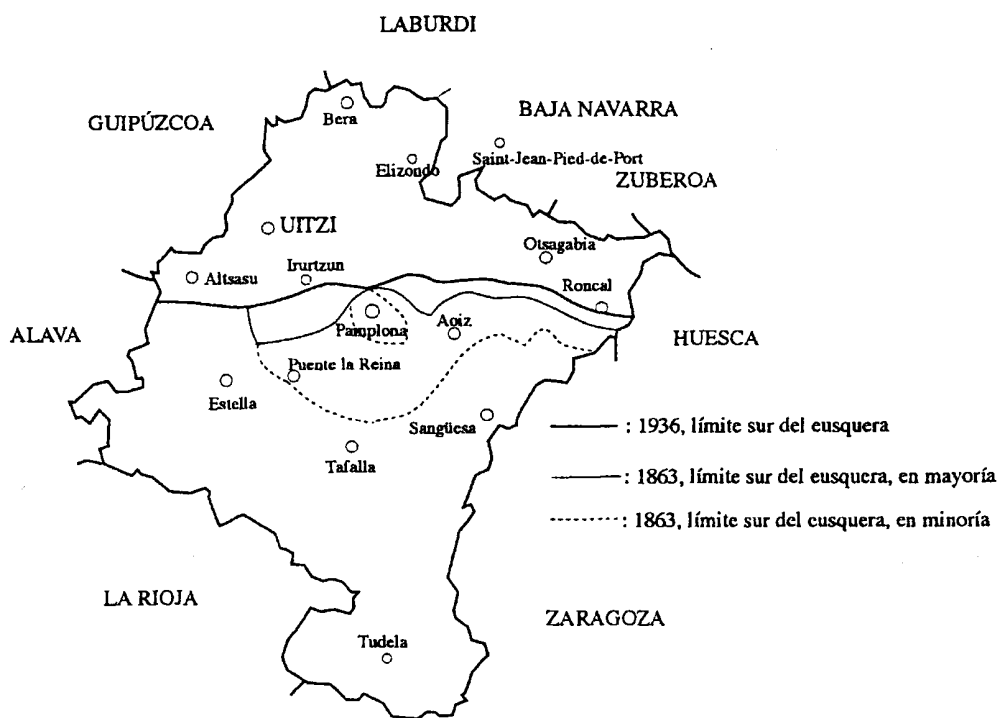 LABURDI
BAJA NAVARRA
GUIPÚZCOA
Bera
Elizondo
Saint-Jean-Pied-de-Port
ZUBEROA
UITZI
Otsagabia
Altsasu
Irurtzun
Roncal
ALAVA
Pamplona
Aoiz
HUESCA
Puente la Reina
Estella
Sangüesa
: 1936, límite sur del eusquera
Tafalla
: 1863, límite sur del eusquera, en mayoría
: 1863, límite sur del eusquera, en minoría
LA RIOJA
ZARAGOZA
Tudela